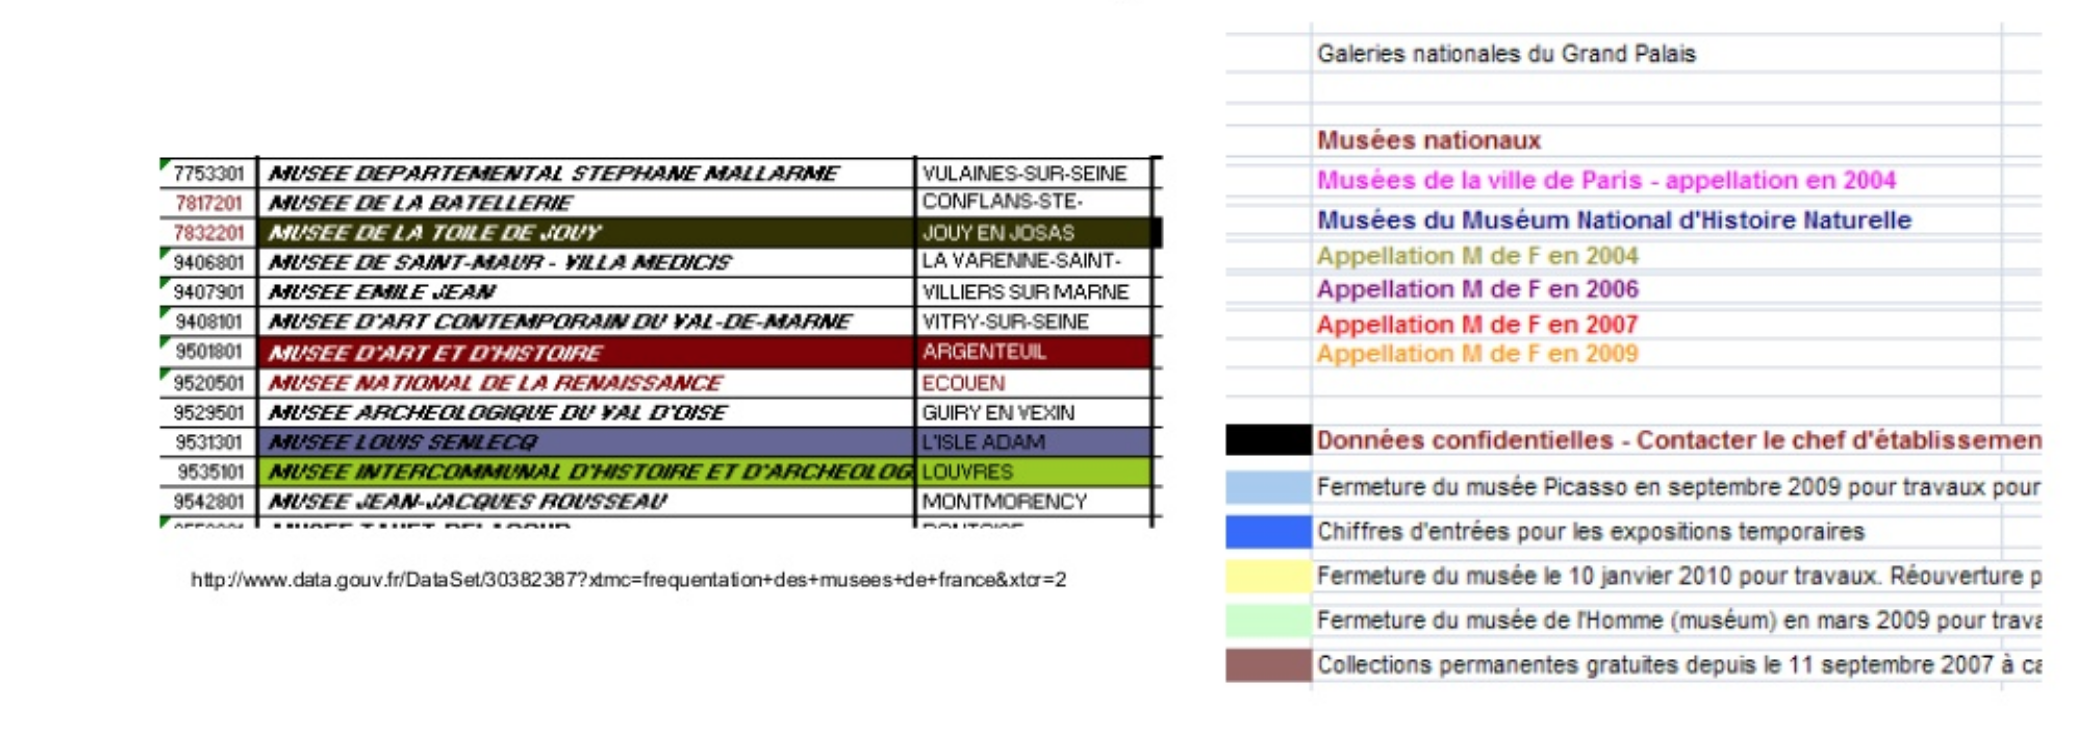 7753301 MUSEE DEPARTEMENTAL STEPHANE MALLARME VULAINES-SUR-SEINE
7817201 MUSEE DE LA BATELLERIE CONFLANS-STE-
7832201 MUSEE DE LA TOILE DE JOUY JOUY EN JOSAS
9406801 MUSEE DE SAINT-MAUR - VILLA MEDICIS LA VARENNE-SAINT-
9407901 MUSEE EMILE JEAN VILLIERS SUR MARNE
9408101 MUSEE D'ART CONTEMPORAIN DU VAL-DE-MARNE VITRY-SUR-SEINE
9501801 MUSEE D'ART ET D'HISTOIRE ARGENTEUIL
9520501 MUSEE NATIONAL DE LA RENAISSANCE ECOUEN
9529501 MUSEE ARCHEOLOGIQUE DU VAL D'OISE GUIRY EN VEXIN
9531301 MUSEE LOUIS SENLECQ L'ISLE ADAM
9535101 MUSEE INTERCOMMUNAL D'HISTOIRE ET D'ARCHEOLOG LOUVRES
9542801 MUSEE JEAN-JACQUES ROUSSEAU MONTMORENCY
http://www.data.gouv.fr/DataSet/30382387?xtmc=frequentation+des+musees+de+france&xtcr=2
Galeries nationales du Grand Palais
Musées nationaux
Musées de la ville de Paris - appellation en 2004
Musées du Muséum National d'Histoire Naturelle
Appellation M de F en 2004
Appellation M de F en 2006
Appellation M de F en 2007
Appellation M de F en 2009
Données confidentielles - Contacter le chef d'établissemen
Fermeture du musée Picasso en septembre 2009 pour travaux pour
Chiffres d'entrées pour les expositions temporaires
Fermeture du musée le 10 janvier 2010 pour travaux. Réouverture p
Fermeture du musée de l'Homme (muséum) en mars 2009 pour trava
Collections permanentes gratuites depuis le 11 septembre 2007 à ca